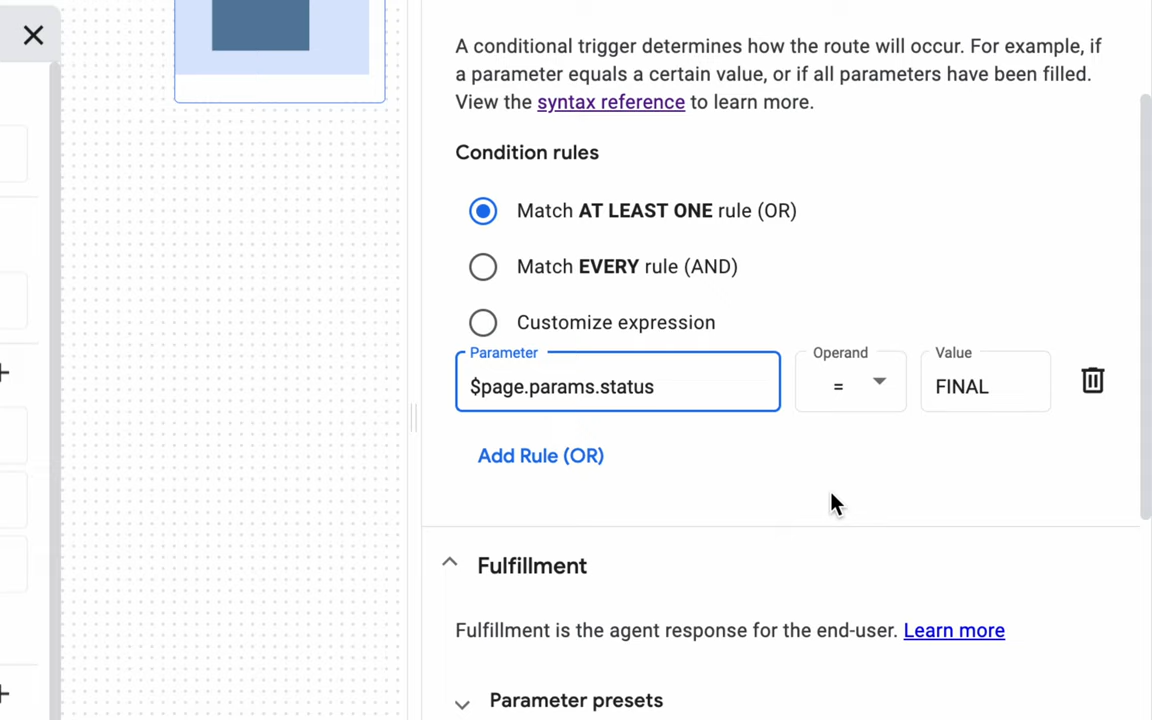 A conditional trigger determines how the route will occur. For example, if
a parameter equals a certain value, or if all parameters have been filled.
View the syntax reference to learn more.
Condition rules
Match AT LEAST ONE rule (OR)
Match EVERY rule (AND)
Customize expression
Parameter Operand Value
$page.params.status = FINAL
Add Rule (OR)
Fulfillment
Fulfillment is the agent response for the end-user. Learn more
Parameter presets